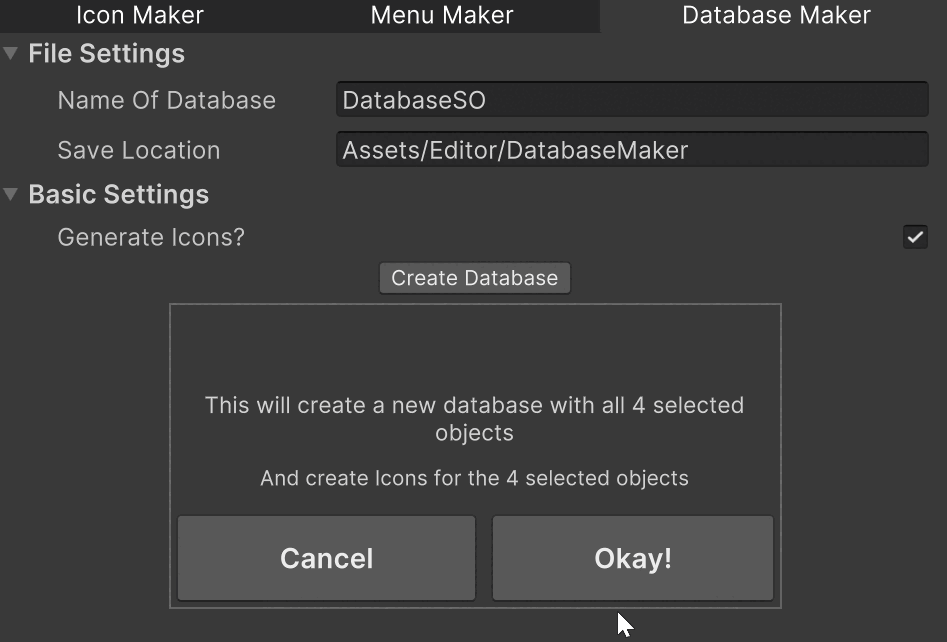 Icon Maker Menu Maker Database Maker
File Settings
Name Of Database DatabaseSO
Save Location Assets/Editor/DatabaseMaker
Basic Settings
Generate Icons?
Create Database
This will create a new database with all 4 selected
objects
And create Icons for the 4 selected objects
Cancel Okay!